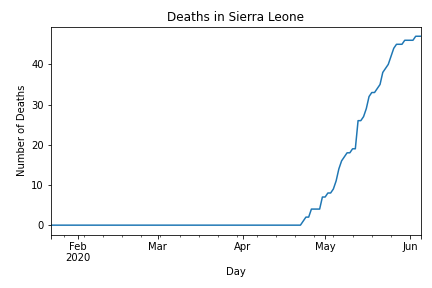 Deaths in Sierra Leone
Number of Deaths
40
30
20
10
0
Feb
2020
Mar
Apr
May
Jun
Day